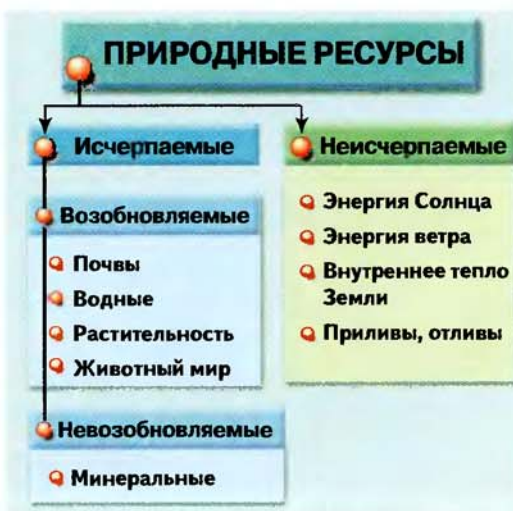 ПРИРОДНЫЕ РЕСУРСЫ
Исчерпаемые
Возобновляемые
Почвы
Водные
Растительность
Животный мир
Невозобновляемые
Минеральные
Неисчерпаемые
Энергия Солнца
Энергия ветра
Внутреннее тепло
Земли
Приливы, отливы